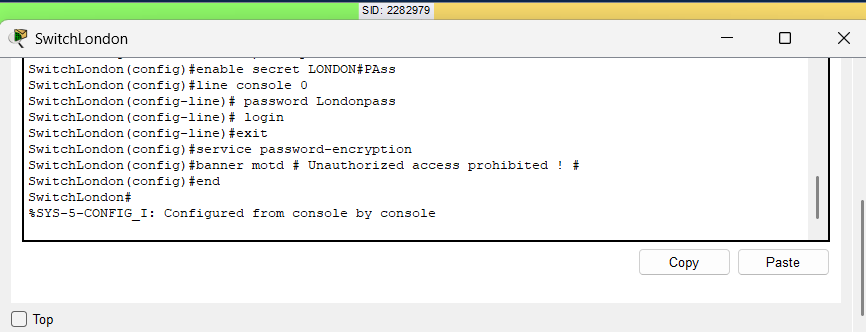 SID: 2282979
SwitchLondon
SwitchLondon(config)#enable secret LONDON#PAss
SwitchLondon(config)#line console 0
SwitchLondon(config-line)# password Londonpass
SwitchLondon(config-line)# login
SwitchLondon(config-line)#exit
SwitchLondon(config)#service password-encryption
SwitchLondon(config)#banner motd # Unauthorized access prohibited ! #
SwitchLondon(config)#end
SwitchLondon#
%SYS-5-CONFIG_I: Configured from console by console
Copy
Paste
Top